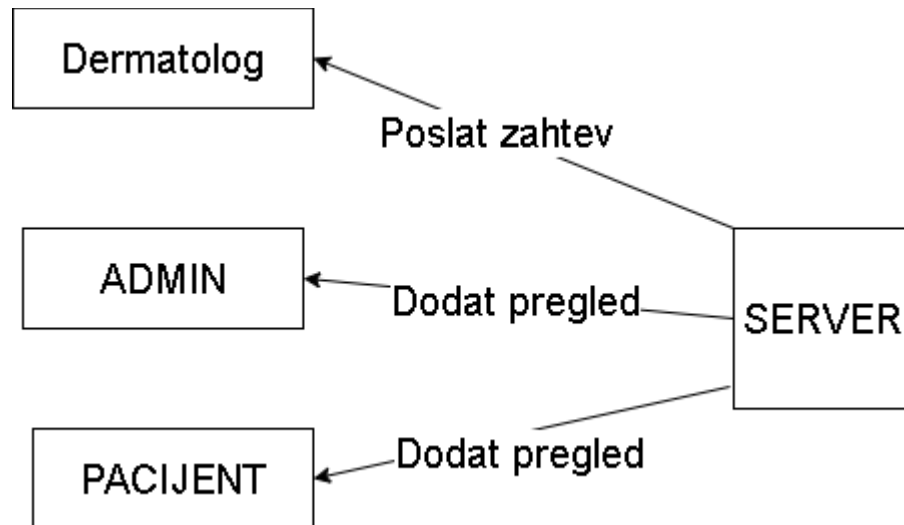 Dermatolog
Poslat zahtev
ADMIN
Dodat pregled
SERVER
Dodat pregled
PACIJENT